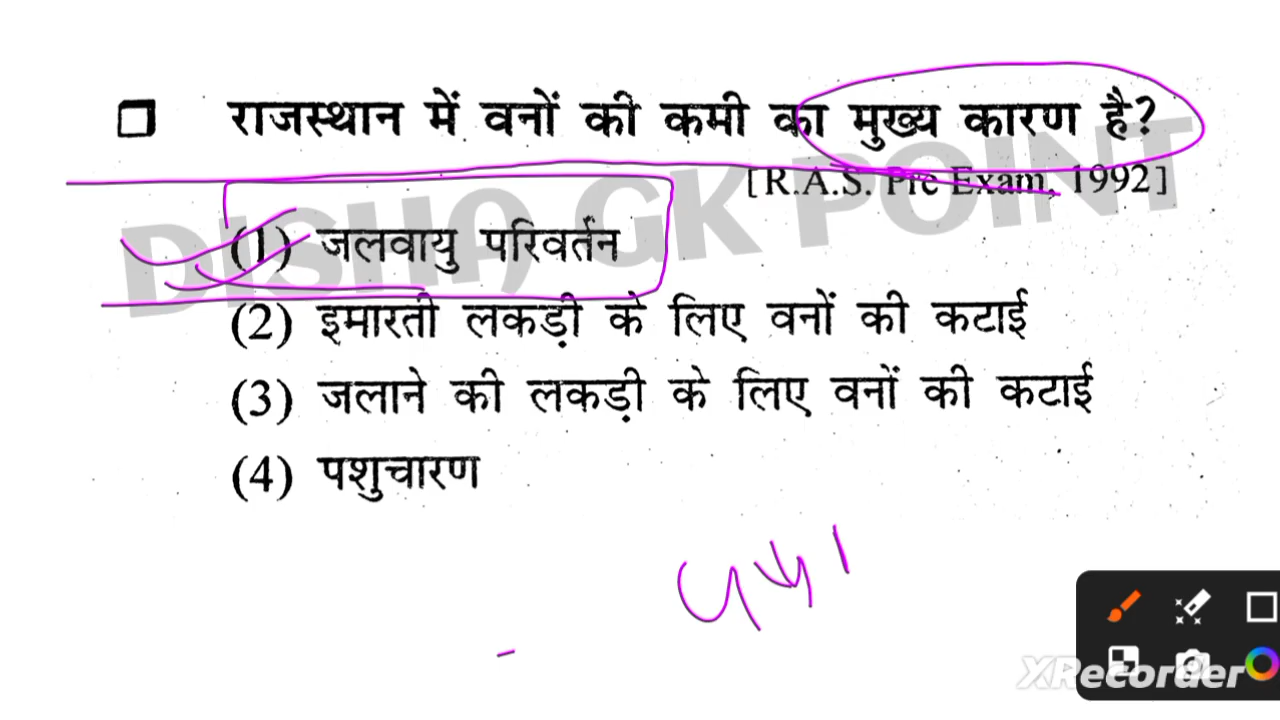 राजस्थान में वनों की कमी का मुख्य कारण है?
[R.A.S. Pre Exam, 1992]
(1) जलवायु परिवर्तन
(2) इमारती लकड़ी के लिए वनों की कटाई
(3) जलाने की लकड़ी के लिए वनों की कटाई
(4) पशुचारण
DISHA GK POINT
XRecorder